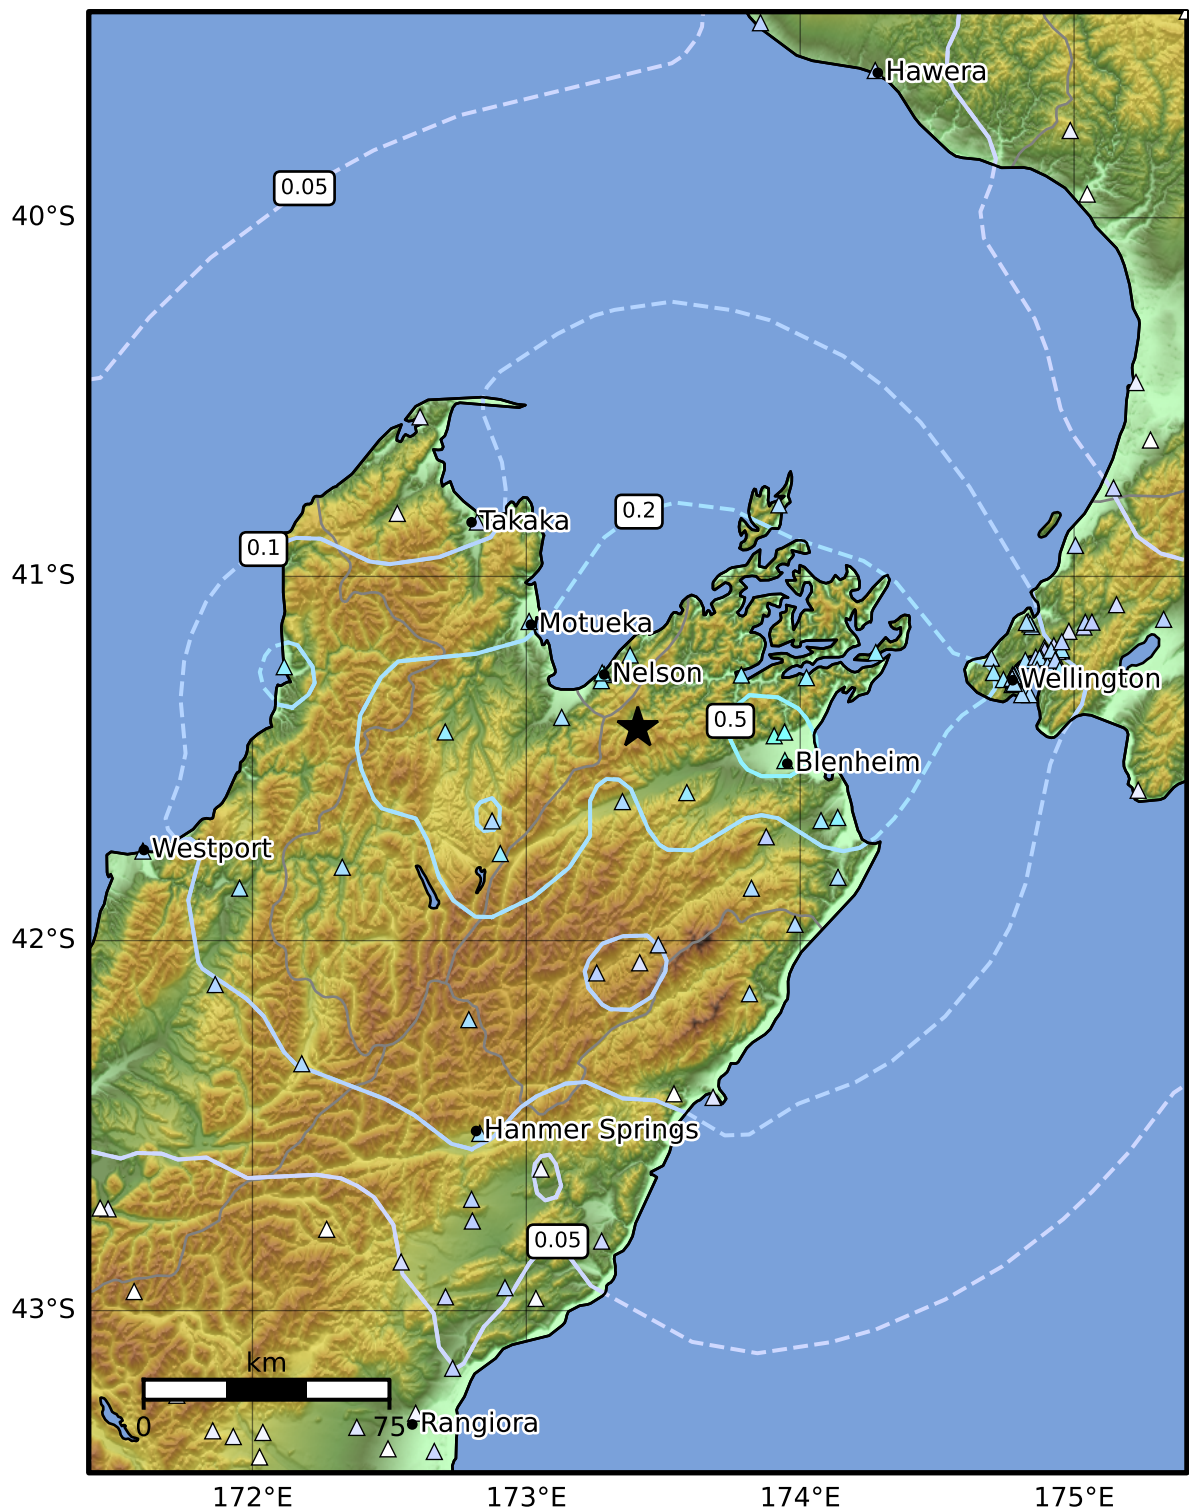 Hawera
0.05
40°S
0.2
Takaka
0.1
41°S
Motueka
Nelson
Wellington
0.5
Blenheim
Westport
42°S
Hanmer Springs
0.05
43°S
km
0
75
Rangiora
172°E
173°E
174°E
175°E